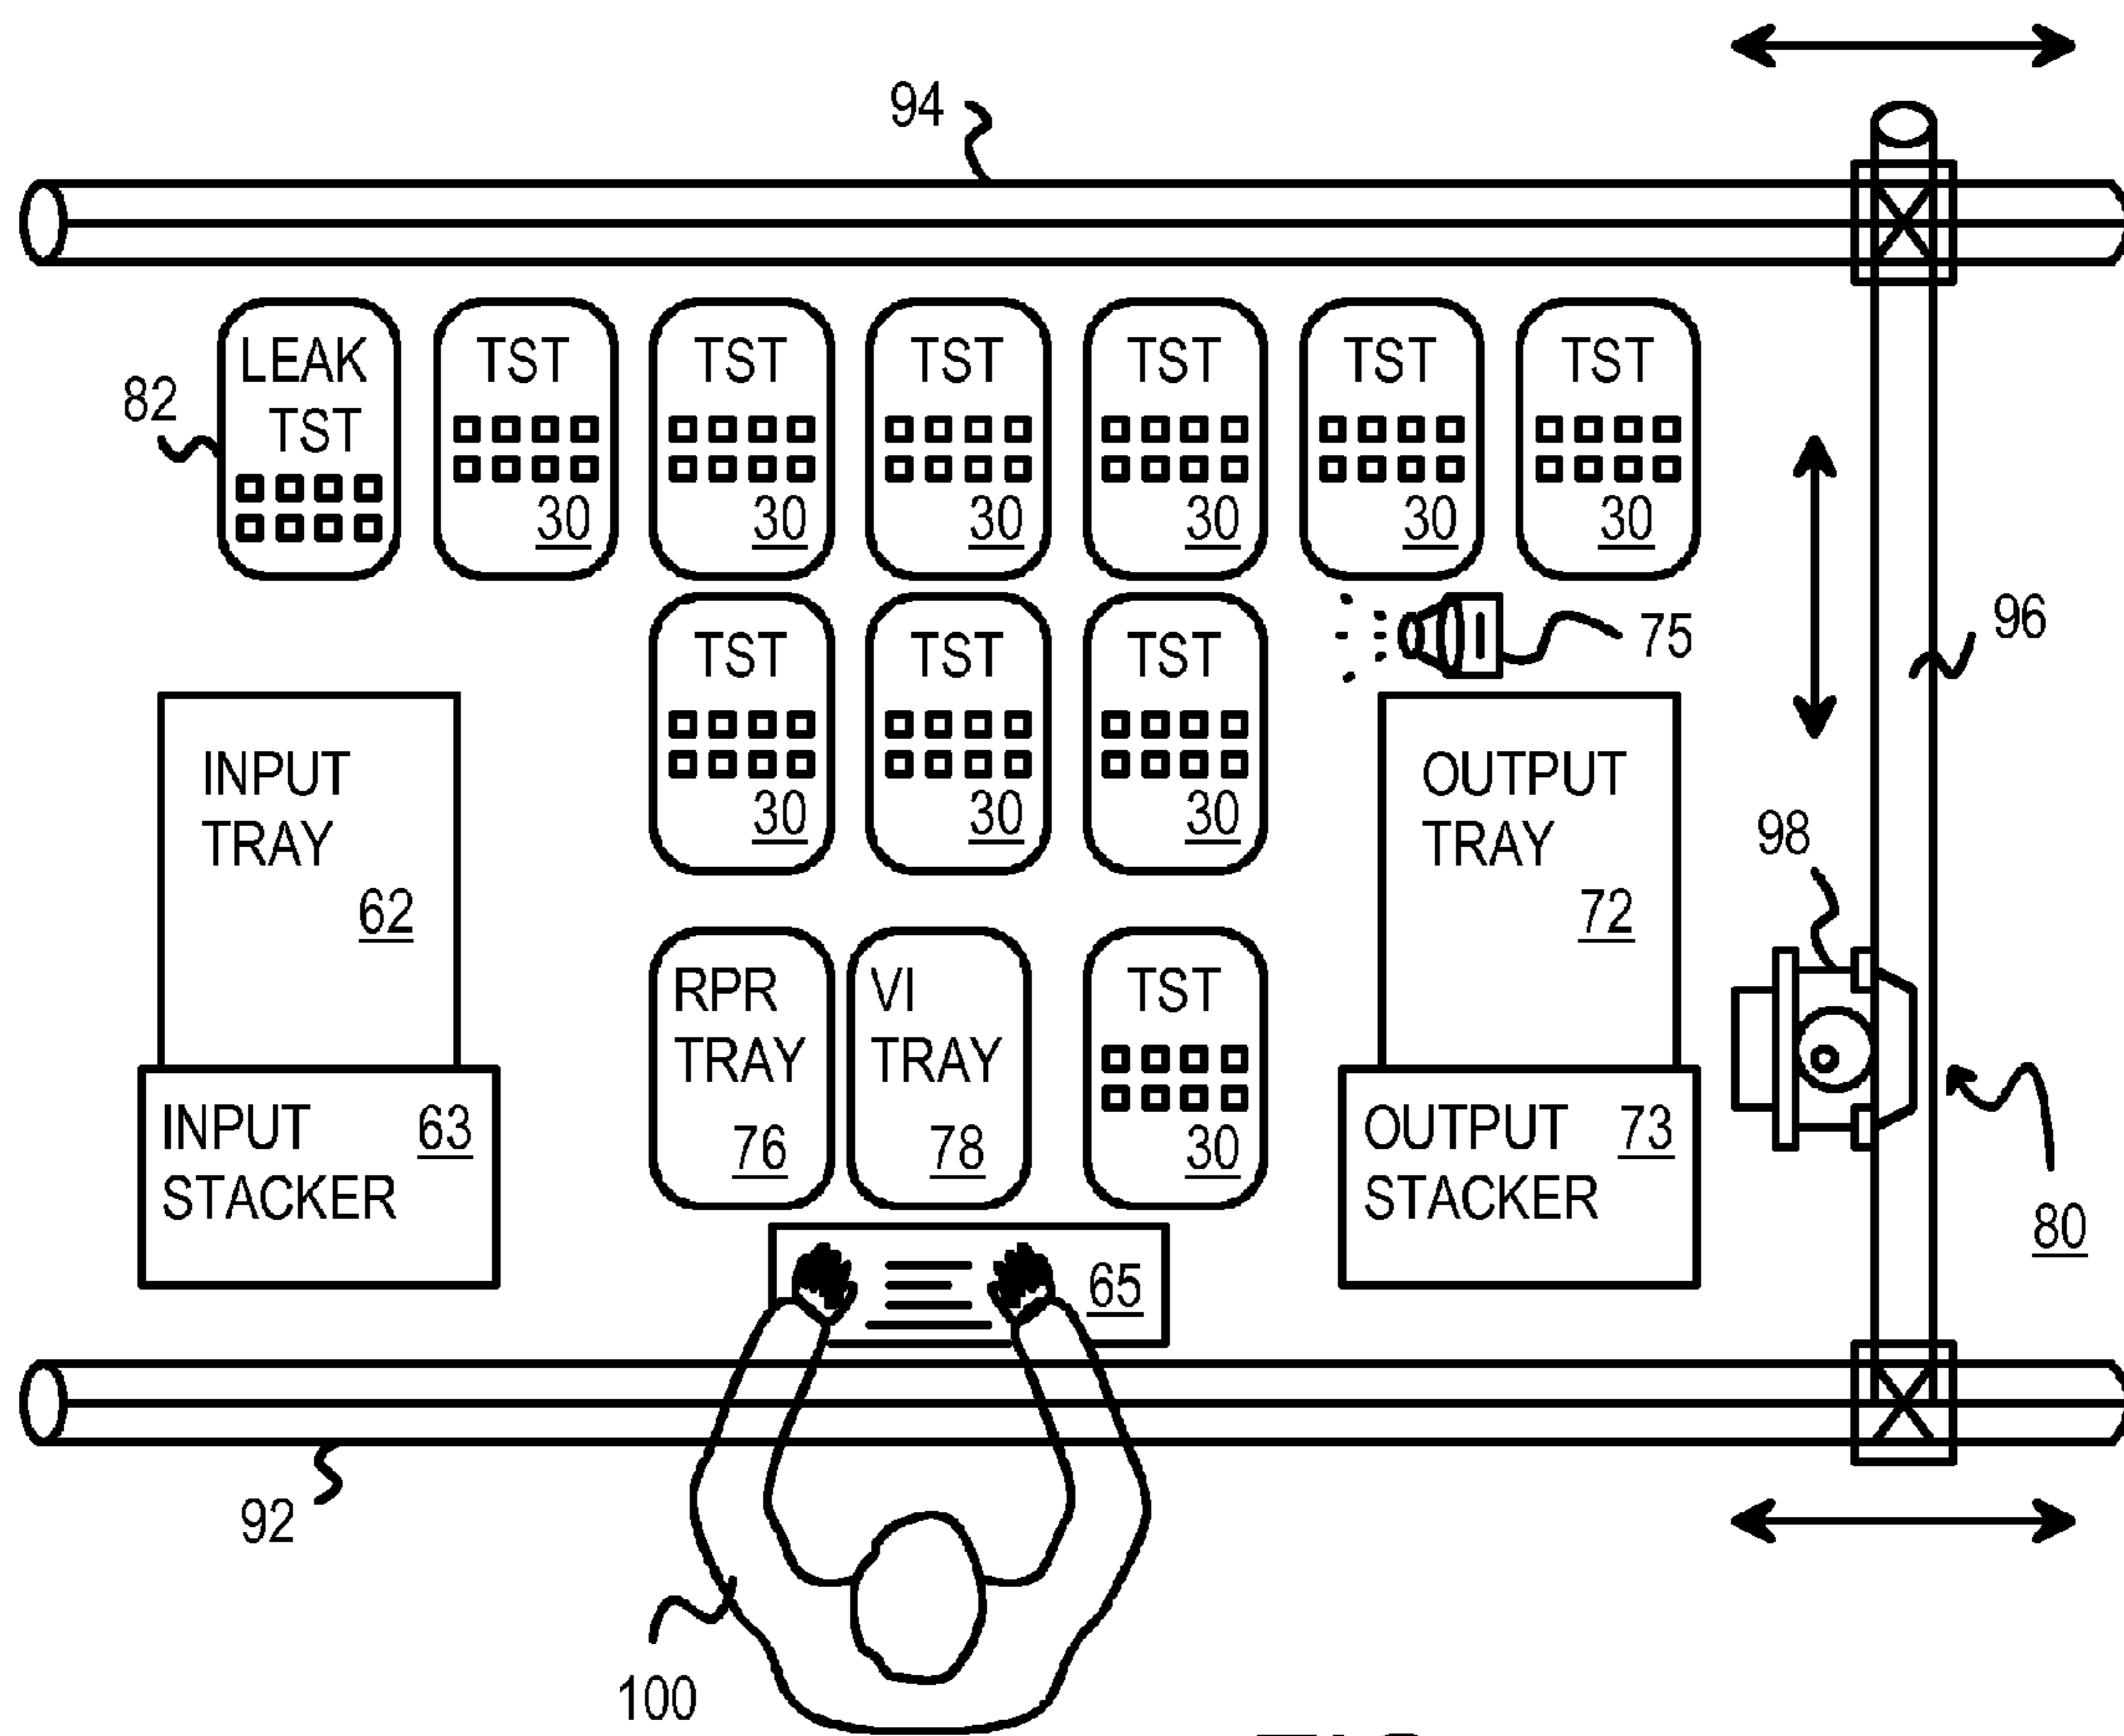 94
LEAK
TST
82
TST
30
TST
30
TST
30
TST
30
TST
30
TST
30
TST
30
TST
30
TST
30
75
96
INPUT
TRAY
62
OUTPUT
TRAY
72
98
RPR
TRAY
76
VI
TRAY
78
TST
30
INPUT
STACKER
63
OUTPUT
STACKER
73
80
65
92
100